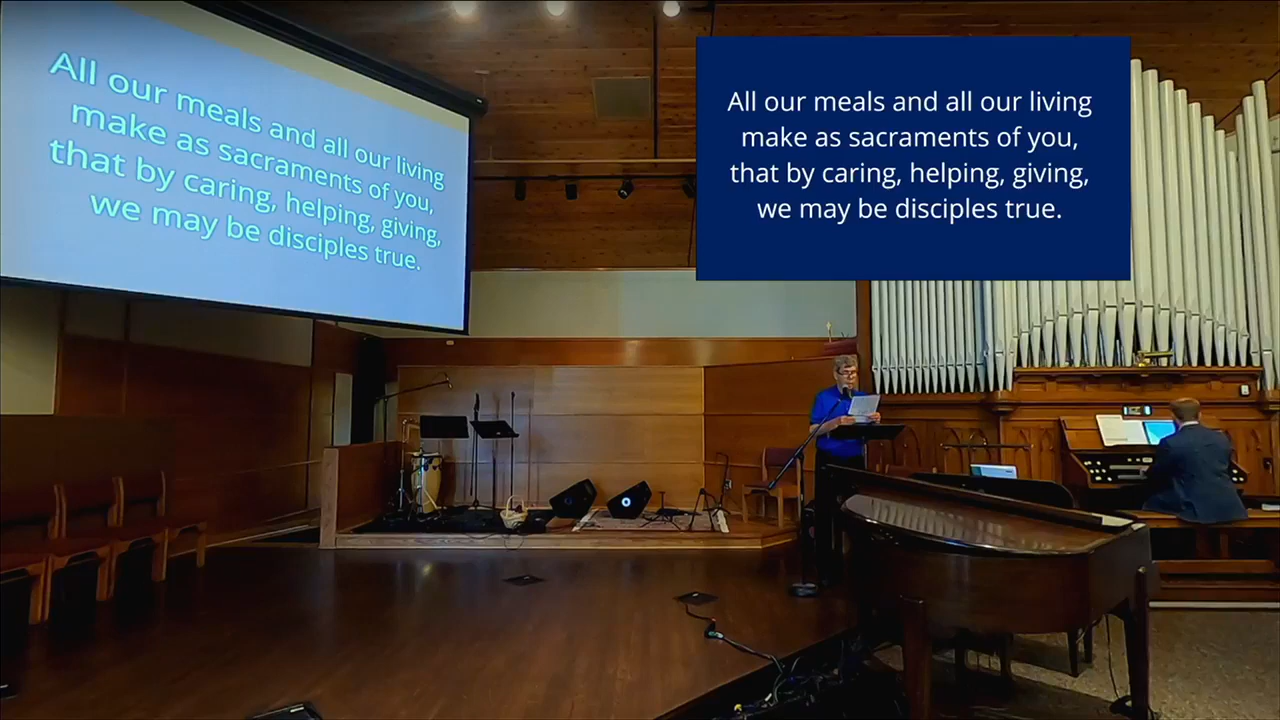 All our meals and all our living
make as sacraments of you,
that by caring, helping, giving,
we may be disciples true.
All our meals and all our living
make as sacraments of you,
that by caring, helping, giving,
we may be disciples true.